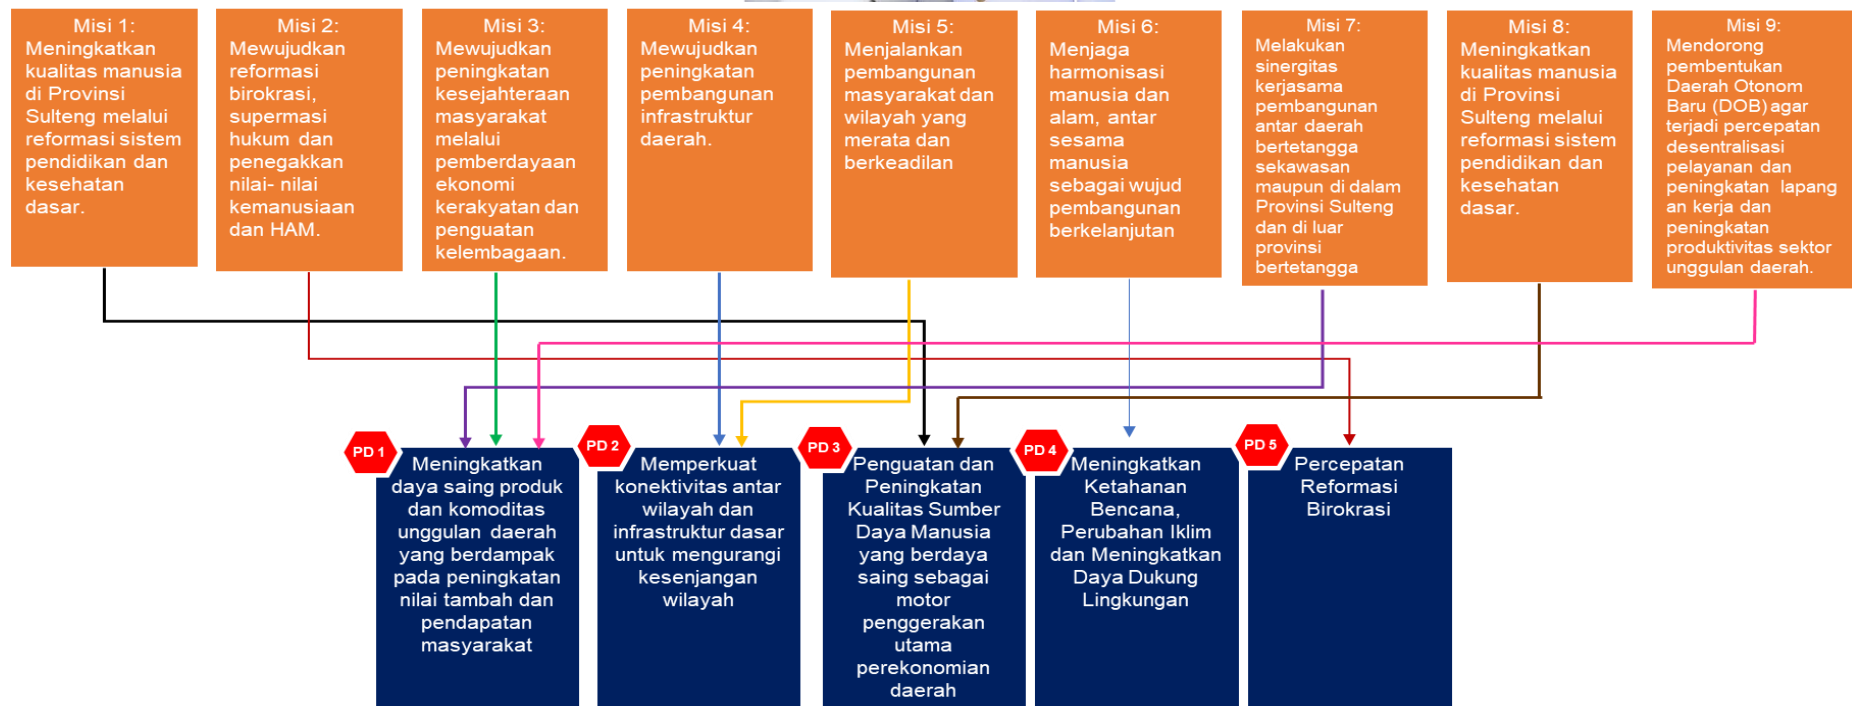 Misi 1:
Meningkatkan
kualitas manusia
di Provinsi
Sulteng melalui
reformasi sistem
pendidikan dan
kesehatan
dasar.
Misi 2:
Mewujudkan
reformasi
birokrasi,
supermasi
hukum dan
penegakkan
nilai- nilai
kemanusiaan
dan HAM.
Misi 3:
Mewujudkan
peningkatan
kesejahteraan
masyarakat
melalui
pemberdayaan
ekonomi
kerakyatan dan
penguatan
kelembagaan.
Misi 4:
Mewujudkan
peningkatan
pembangunan
infrastruktur
daerah.
Misi 5:
Menjalankan
pembangunan
masyarakat dan
wilayah yang
merata dan
berkeadilan
Misi 6:
Menjaga
harmonisasi
manusia dan
alam, antar
sesama
manusia
sebagai wujud
pembangunan
berkelanjutan
Misi 7:
Melakukan
sinergitas
kerjasama
pembangunan
antar daerah
bertetangga
sekawasan
maupun di dalam
Provinsi Sulteng
dan di luar
provinsi
bertetangga
Misi 8:
Meningkatkan
kualitas manusia
di Provinsi
Sulteng melalui
reformasi sistem
pendidikan dan
kesehatan
dasar.
Misi 9:
Mendorong
pembentukan
Daerah Otonom
Baru (DOB) agar
terjadi percepatan
desentralisasi
pelayanan dan
peningkatan lapang
an kerja dan
peningkatan
produktivitas sektor
unggulan daerah.
PD 1
Meningkatkan
daya saing produk
dan komoditas
unggulan daerah
yang berdampak
pada peningkatan
nilai tambah dan
pendapatan
masyarakat
PD 2
Memperkuat
konektivitas antar
wilayah dan
infrastruktur dasar
untuk mengurangi
kesenjangan
wilayah
PD 3
Penguatan dan
Peningkatan
Kualitas Sumber
Daya Manusia
yang berdaya
saing sebagai
motor
penggerakan
utama
perekonomian
daerah
PD 4
Meningkatkan
Ketahanan
Bencana,
Perubahan Iklim
dan Meningkatkan
Daya Dukung
Lingkungan
PD 5
Percepatan
Reformasi
Birokrasi